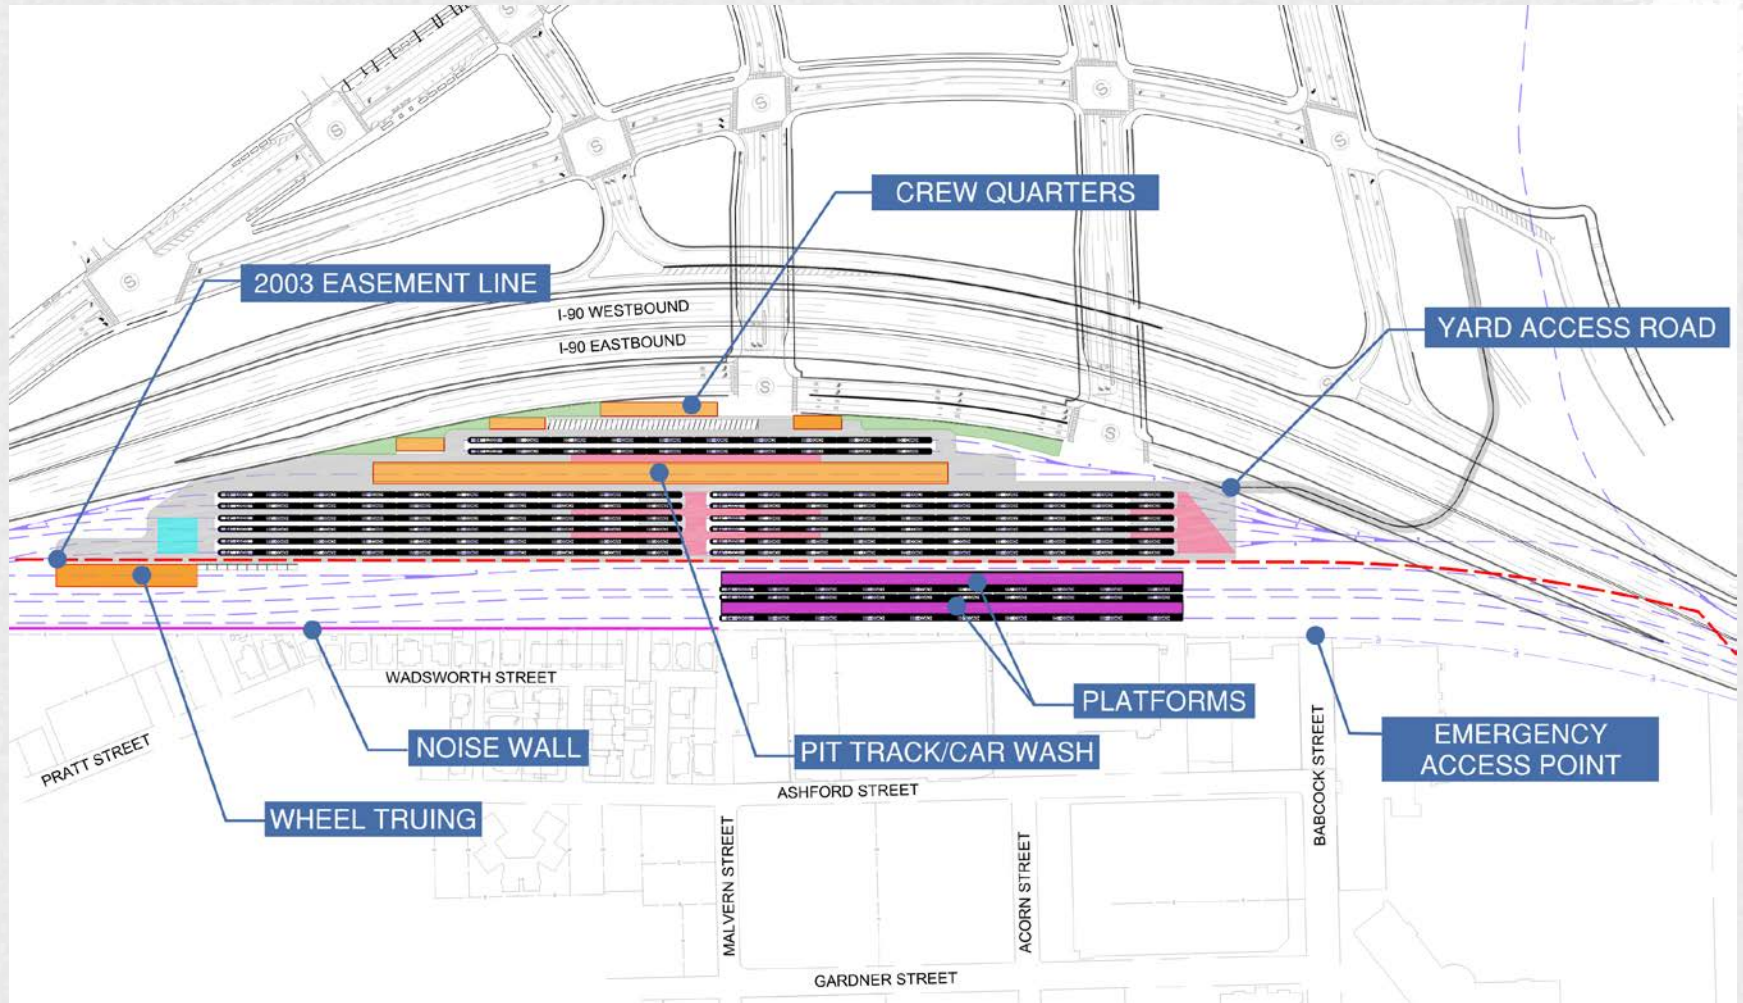 CREW QUARTERS
2003 EASEMENT LINE
I-90 WESTBOUND
YARD ACCESS ROAD
I-90 EASTBOUND
S
S
S
S
S
S
S
S
S
WADSWORTH STREET
PLATFORMS
NOISE WALL
PIT TRACK/CAR WASH
EMERGENCY
ACCESS POINT
PRATT STREET
BABCOCK STREET
ASHFORD STREET
WHEEL TRUING
MALVERN STREET
ACORN STREET
GARDNER STREET